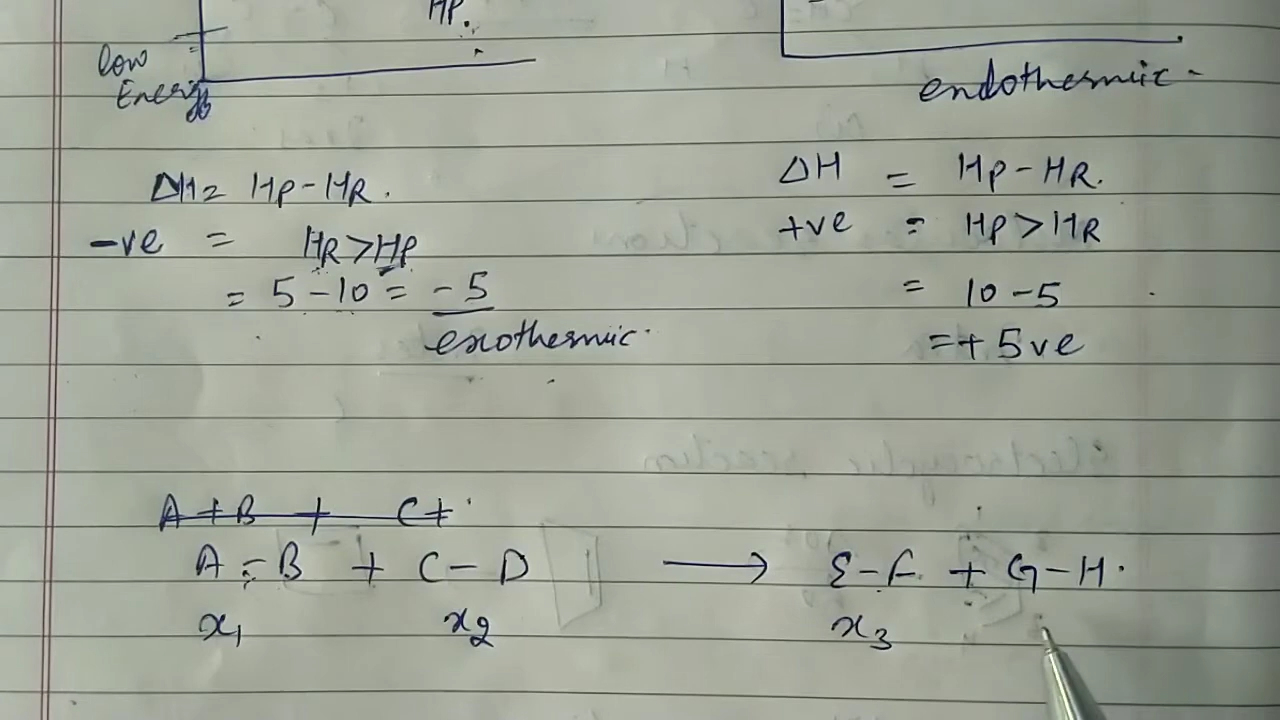 HP.
low
Energy
endothermic.
ΔH = HP-HR.
-ve = HR>HP
= 5-10 = -5
exothermic.
ΔH = HP-HR.
+ve = HP>HR
= 10-5
=+5ve
A+B + C+
A=B + C-D → E-F. + G-H.
x1 x2 x3